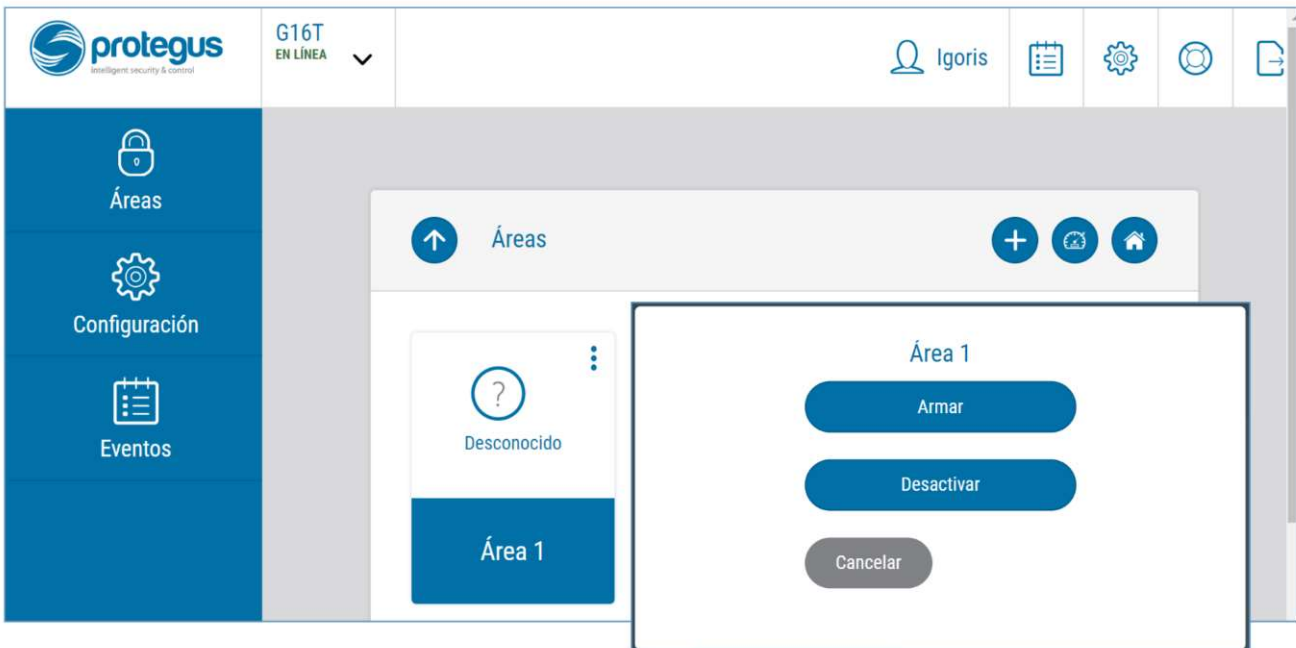 protegus
intelligent security & control
G16T
EN LÍNEA
Igoris
Áreas
Configuración
Eventos
Áreas
?
Desconocido
Área 1
Área 1
Armar
Desactivar
Cancelar